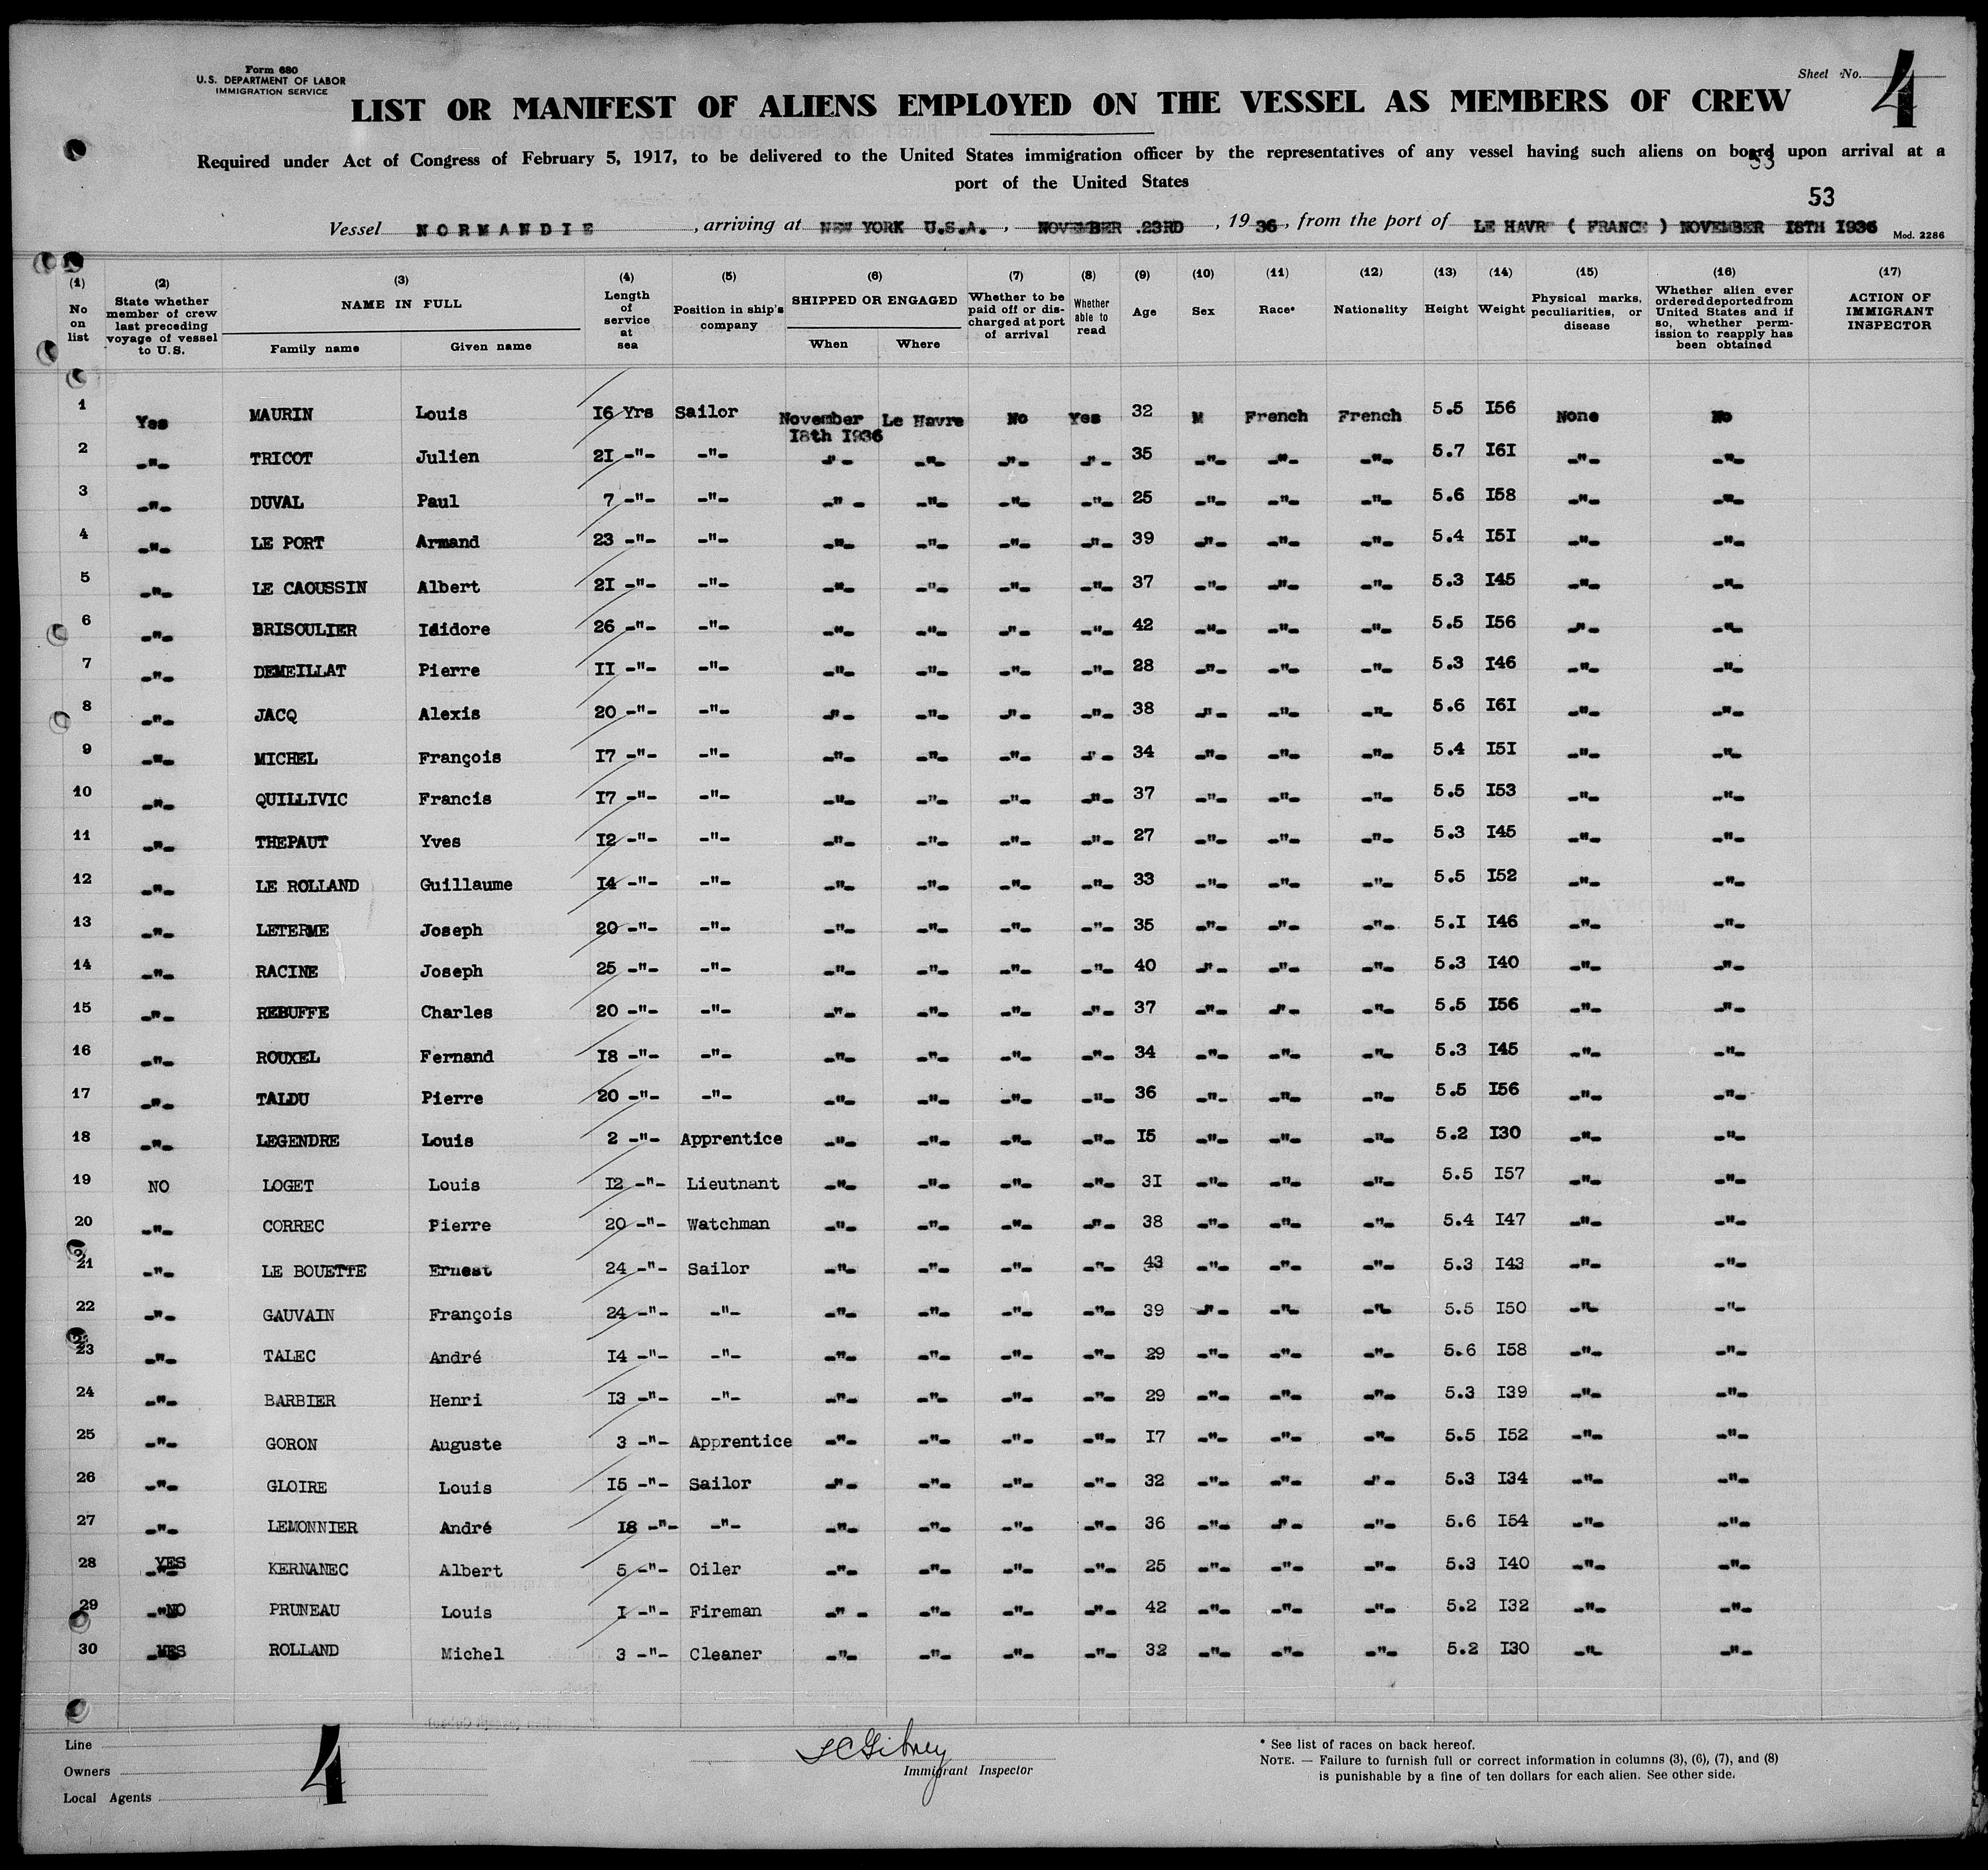 Form 680
U.S. DEPARTMENT OF LABOR
IMMIGRATION SERVICE
Sheet No. 4
LIST OR MANIFEST OF ALIENS EMPLOYED ON THE VESSEL AS MEMBERS OF CREW
Required under Act of Congress of February 5, 1917, to be delivered to the United States immigration officer by the representatives of any vessel having such aliens on board upon arrival at a
port of the United States
53
53
Vessel NORMANDIE, arriving at NEW YORK U.S.A., NOVEMBER 23RD, 1936, from the port of LE HAVRE ( FRANCE ) NOVEMBER I8TH I936 Mod. 2286
(1) No on list (2) State whether member of crew last preceding voyage of vessel to U.S. (3) NAME IN FULL Family name Given name (4) Length of service at sea (5) Position in ship's company (6) SHIPPED OR ENGAGED When Where (7) Whether to be paid off or discharged at port of arrival (8) Whether able to read (9) Age (10) Sex (11) Race* (12) Nationality (13) Height (14) Weight (15) Physical marks, peculiarities, or disease (16) Whether alien ever ordered deported from United States and if so, whether permission to reapply has been obtained (17) ACTION OF IMMIGRANT INSPECTOR
1 Yes MAURIN Louis I6 Yrs Sailor November I8th I936 Le Havre No Yes 32 M French French 5.5 I56 None No
2 -"- TRICOT Julien 2I -"- -"- -"- -"- -"- -"- 35 -"- -"- -"- 5.7 I6I -"- -"-
3 -"- DUVAL Paul 7 -"- -"- -"- -"- -"- -"- 25 -"- -"- -"- 5.6 I58 -"- -"-
4 -"- LE PORT Armand 23 -"- -"- -"- -"- -"- -"- 39 -"- -"- -"- 5.4 I5I -"- -"-
5 -"- LE CAOUSSIN Albert 2I -"- -"- -"- -"- -"- -"- 37 -"- -"- -"- 5.3 I45 -"- -"-
6 -"- BRISOULIER Isidore 26 -"- -"- -"- -"- -"- -"- 42 -"- -"- -"- 5.5 I56 -"- -"-
7 -"- DEMEILLAT Pierre II -"- -"- -"- -"- -"- -"- 28 -"- -"- -"- 5.3 I46 -"- -"-
8 -"- JACQ Alexis 20 -"- -"- -"- -"- -"- -"- 38 -"- -"- -"- 5.6 I6I -"- -"-
9 -"- MICHEL François I7 -"- -"- -"- -"- -"- -"- 34 -"- -"- -"- 5.4 I5I -"- -"-
10 -"- QUILLIVIC Francis I7 -"- -"- -"- -"- -"- -"- 37 -"- -"- -"- 5.5 I53 -"- -"-
11 -"- THEPAUT Yves I2 -"- -"- -"- -"- -"- -"- 27 -"- -"- -"- 5.3 I45 -"- -"-
12 -"- LE ROLLAND Guillaume I4 -"- -"- -"- -"- -"- -"- 33 -"- -"- -"- 5.5 I52 -"- -"-
13 -"- LETERME Joseph 20 -"- -"- -"- -"- -"- -"- 35 -"- -"- -"- 5.I I46 -"- -"-
14 -"- RACINE Joseph 25 -"- -"- -"- -"- -"- -"- 40 -"- -"- -"- 5.3 I40 -"- -"-
15 -"- REBUFFE Charles 20 -"- -"- -"- -"- -"- -"- 37 -"- -"- -"- 5.5 I56 -"- -"-
16 -"- ROUXEL Fernand I8 -"- -"- -"- -"- -"- -"- 34 -"- -"- -"- 5.3 I45 -"- -"-
17 -"- TALDU Pierre 20 -"- -"- -"- -"- -"- -"- 36 -"- -"- -"- 5.5 I56 -"- -"-
18 -"- LEGENDRE Louis 2 -"- Apprentice -"- -"- -"- -"- I5 -"- -"- -"- 5.2 I30 -"- -"-
19 NO LOGET Louis I2 -"- Lieutnant -"- -"- -"- -"- 3I -"- -"- -"- 5.5 I57 -"- -"-
20 -"- CORREC Pierre 20 -"- Watchman -"- -"- -"- -"- 38 -"- -"- -"- 5.4 I47 -"- -"-
21 -"- LE BOUETTE Ernest 24 -"- Sailor -"- -"- -"- -"- 43 -"- -"- -"- 5.3 I43 -"- -"-
22 -"- GAUVAIN François 24 -"- -"- -"- -"- -"- -"- 39 -"- -"- -"- 5.5 I50 -"- -"-
23 -"- TALEC André I4 -"- -"- -"- -"- -"- -"- 29 -"- -"- -"- 5.6 I58 -"- -"-
24 -"- BARBIER Henri I3 -"- -"- -"- -"- -"- -"- 29 -"- -"- -"- 5.3 I39 -"- -"-
25 -"- GORON Auguste 3 -"- Apprentice -"- -"- -"- -"- I7 -"- -"- -"- 5.5 I52 -"- -"-
26 -"- GLOIRE Louis I5 -"- Sailor -"- -"- -"- -"- 32 -"- -"- -"- 5.3 I34 -"- -"-
27 -"- LEMONNIER André I8 -"- -"- -"- -"- -"- -"- 36 -"- -"- -"- 5.6 I54 -"- -"-
28 YES KERNANEC Albert 5 -"- Oiler -"- -"- -"- -"- 25 -"- -"- -"- 5.3 I40 -"- -"-
29 NO PRUNEAU Louis I -"- Fireman -"- -"- -"- -"- 42 -"- -"- -"- 5.2 I32 -"- -"-
30 YES ROLLAND Michel 3 -"- Cleaner -"- -"- -"- -"- 32 -"- -"- -"- 5.2 I30 -"- -"-
Line
Owners
Local Agents
4
Immigrant Inspector
* See list of races on back hereof.
NOTE. — Failure to furnish full or correct information in columns (3), (6), (7), and (8)
is punishable by a fine of ten dollars for each alien. See other side.